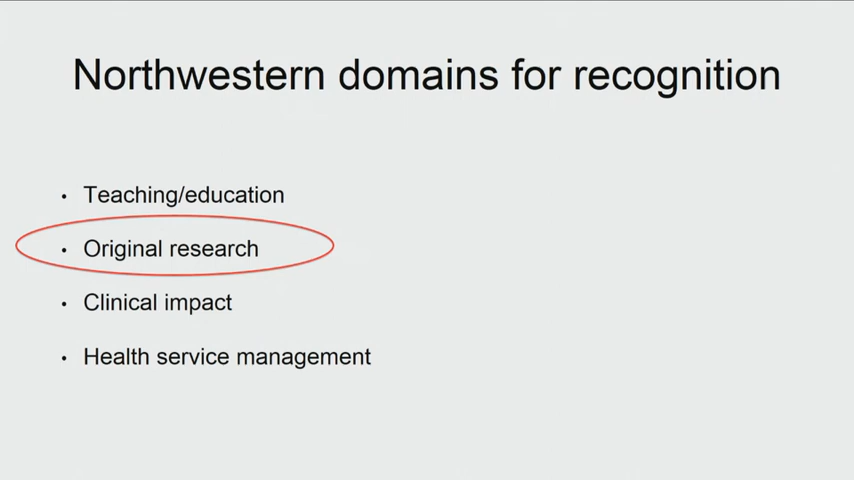 Northwestern domains for recognition
• Teaching/education
• Original research
• Clinical impact
• Health service management